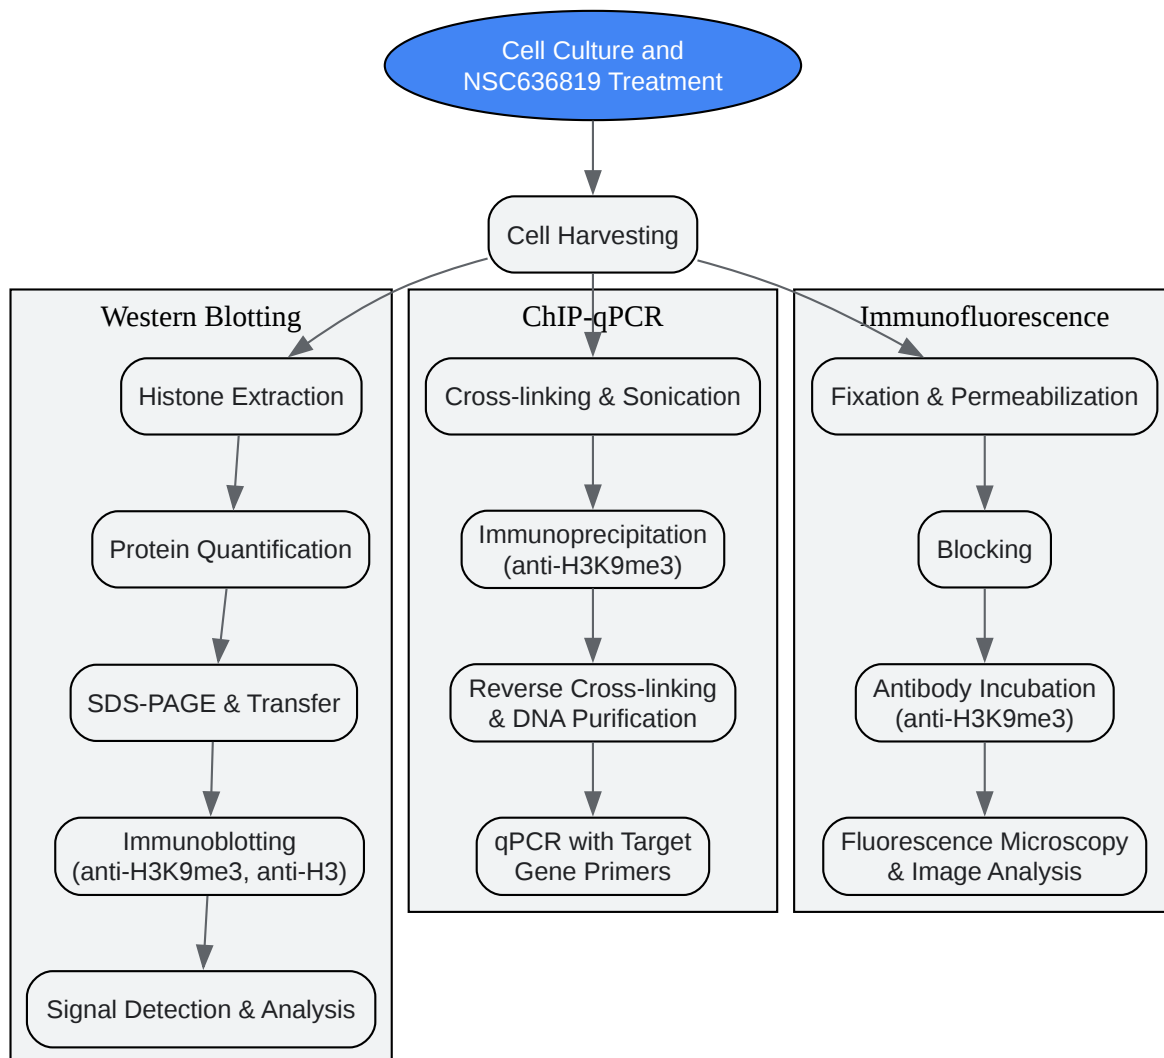 Cell Culture and
NSC636819 Treatment
Cell Harvesting
Western Blotting
Histone Extraction
Protein Quantification
SDS-PAGE & Transfer
Immunoblotting
(anti-H3K9me3, anti-H3)
Signal Detection & Analysis
ChIP-qPCR
Cross-linking & Sonication
Immunoprecipitation
(anti-H3K9me3)
Reverse Cross-linking
& DNA Purification
qPCR with Target
Gene Primers
Immunofluorescence
Fixation & Permeabilization
Blocking
Antibody Incubation
(anti-H3K9me3)
Fluorescence Microscopy
& Image Analysis